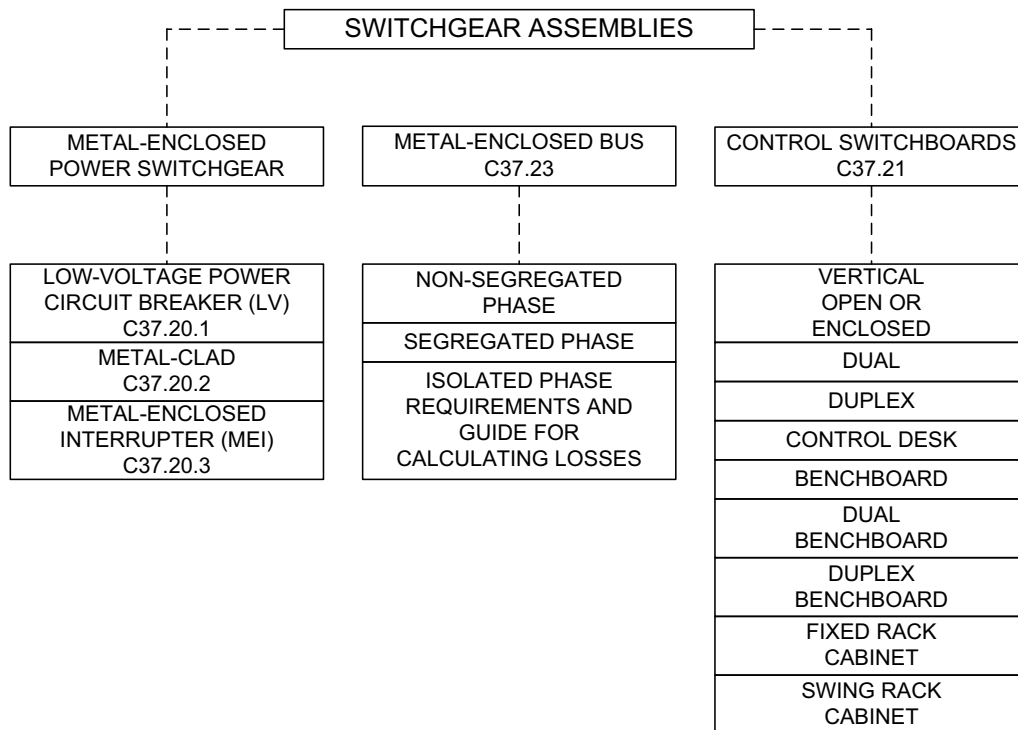 SWITCHGEAR ASSEMBLIES
METAL-ENCLOSED
POWER SWITCHGEAR
METAL-ENCLOSED BUS
C37.23
CONTROL SWITCHBOARDS
C37.21
LOW-VOLTAGE POWER
CIRCUIT BREAKER (LV)
C37.20.1
METAL-CLAD
C37.20.2
METAL-ENCLOSED
INTERRUPTER (MEI)
C37.20.3
NON-SEGREGATED
PHASE
SEGREGATED PHASE
ISOLATED PHASE
REQUIREMENTS AND
GUIDE FOR
CALCULATING LOSSES
VERTICAL
OPEN OR
ENCLOSED
DUAL
DUPLEX
CONTROL DESK
BENCHBOARD
DUAL
BENCHBOARD
DUPLEX
BENCHBOARD
FIXED RACK
CABINET
SWING RACK
CABINET